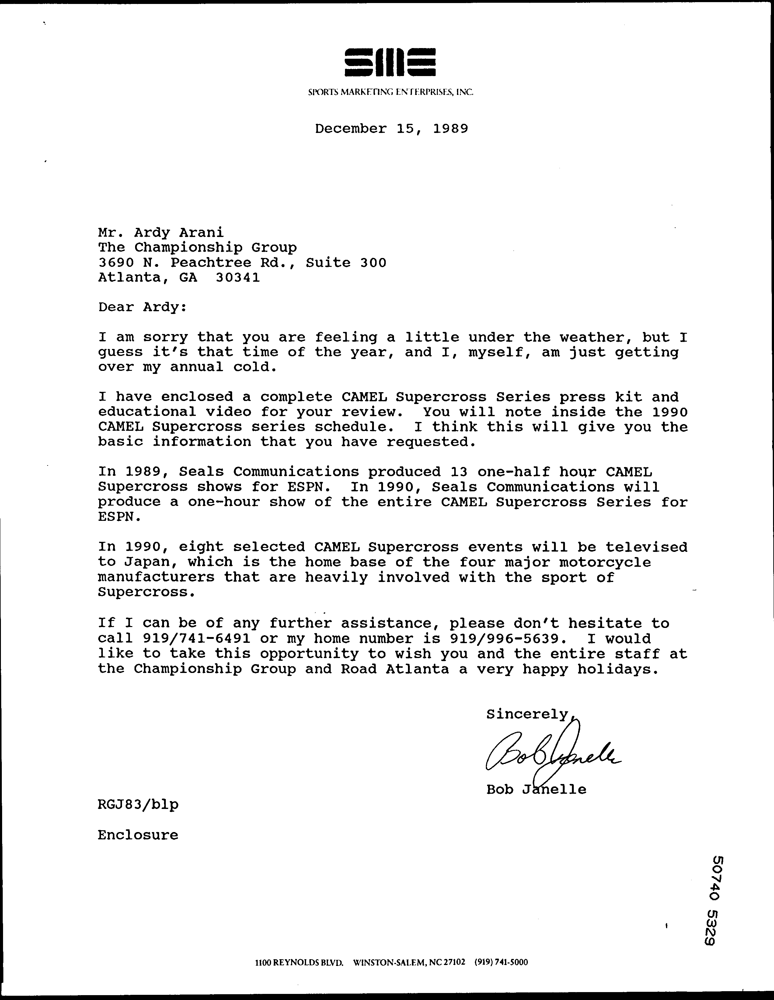 SME
SPORTS MARKETING ENTERPRISES, INC.
December 15, 1989
Mr. Ardy Arani
The Championship Group
3690 N. Peachtree Rd., Suite 300
Atlanta, GA  30341
Dear Ardy:
I am sorry that you are feeling a little under the weather, but I
guess it's that time of the year, and I, myself, am just getting
over my annual cold.
I have enclosed a complete CAMEL Supercross Series press kit and
educational video for your review.  You will note inside the 1990
CAMEL Supercross series schedule.  I think this will give you the
basic information that you have requested.
In 1989, Seals Communications produced 13 one-half hour CAMEL
Supercross shows for ESPN.  In 1990, Seals Communications will
produce a one-hour show of the entire CAMEL Supercross Series for
ESPN.
In 1990, eight selected CAMEL Supercross events will be televised
to Japan, which is the home base of the four major motorcycle
manufacturers that are heavily involved with the sport of
Supercross.
If I can be of any further assistance, please don't hesitate to
call 919/741-6491 or my home number is 919/996-5639.  I would
like to take this opportunity to wish you and the entire staff at
the Championship Group and Road Atlanta a very happy holidays.
Sincerely,
Bob Janelle
Bob Janelle
RGJ83/blp
Enclosure
50740 5329
1100 REYNOLDS BLVD.  WINSTON-SALEM, NC 27102  (919) 741-5000